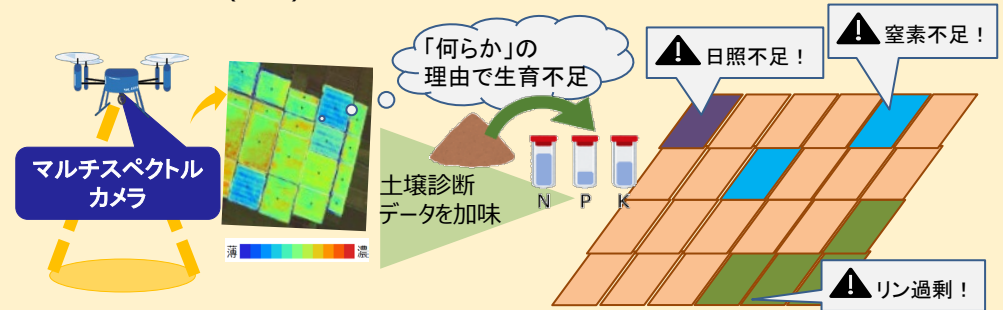 「何らか」の
理由で生育不足
日照不足！
窒素不足！
マルチスペクトル
カメラ
土壌診断
データを加味
N P K
薄 濃
リン過剰！